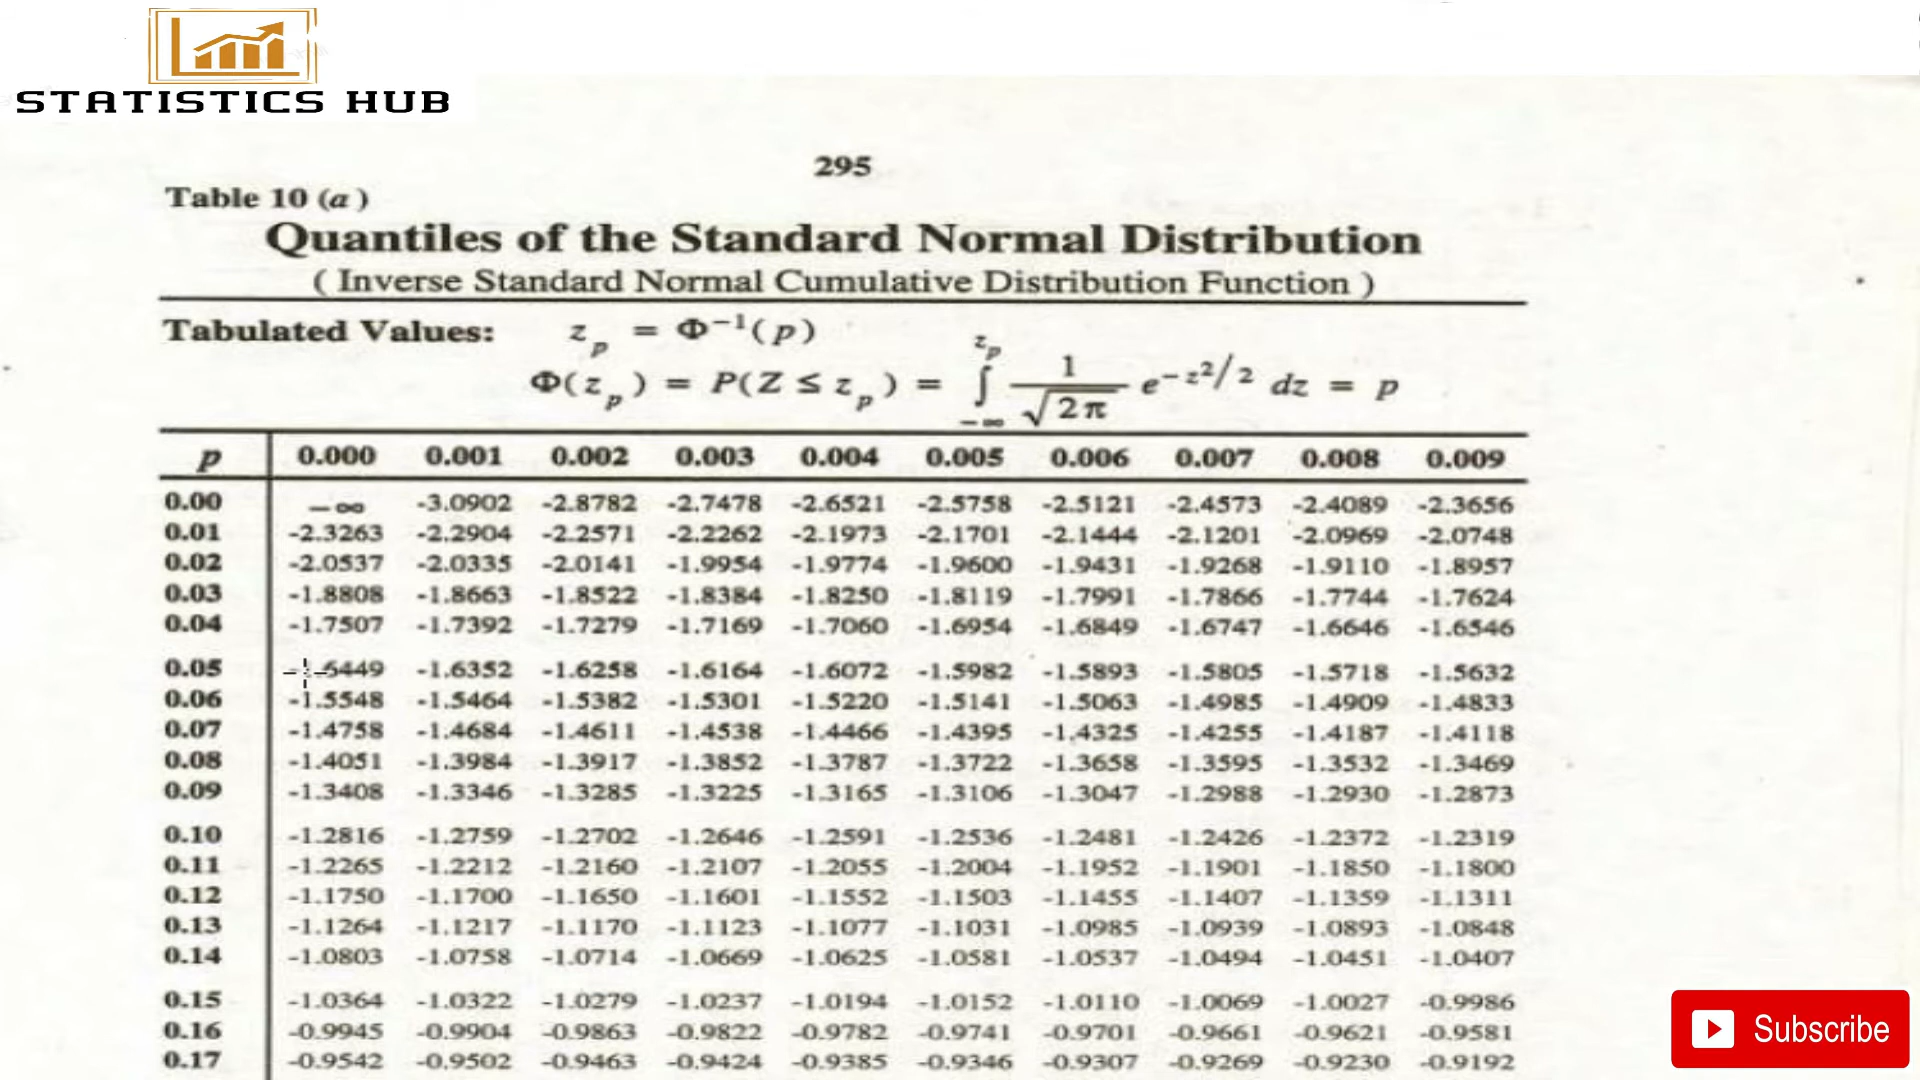 STATISTICS HUB
295
Table 10 (a)
Quantiles of the Standard Normal Distribution
( Inverse Standard Normal Cumulative Distribution Function )
Tabulated Values: z_p = Φ⁻¹(p)
Φ(z_p) = P(Z ≤ z_p) = ∫_{-∞}^{z_p} 1/√(2π) e^{-z²/2} dz = p
p 0.000 0.001 0.002 0.003 0.004 0.005 0.006 0.007 0.008 0.009
0.00 -∞ -3.0902 -2.8782 -2.7478 -2.6521 -2.5758 -2.5121 -2.4573 -2.4089 -2.3656
0.01 -2.3263 -2.2904 -2.2571 -2.2262 -2.1973 -2.1701 -2.1444 -2.1201 -2.0969 -2.0748
0.02 -2.0537 -2.0335 -2.0141 -1.9954 -1.9774 -1.9600 -1.9431 -1.9268 -1.9110 -1.8957
0.03 -1.8808 -1.8663 -1.8522 -1.8384 -1.8250 -1.8119 -1.7991 -1.7866 -1.7744 -1.7624
0.04 -1.7507 -1.7392 -1.7279 -1.7169 -1.7060 -1.6954 -1.6849 -1.6747 -1.6646 -1.6546
0.05 -1.6352 -1.6258 -1.6164 -1.6072 -1.5982 -1.5893 -1.5805 -1.5718 -1.5632
0.06 -1.5548 -1.5464 -1.5382 -1.5301 -1.5220 -1.5141 -1.5063 -1.4985 -1.4909 -1.4833
0.07 -1.4758 -1.4684 -1.4611 -1.4538 -1.4466 -1.4395 -1.4325 -1.4255 -1.4187 -1.4118
0.08 -1.4051 -1.3984 -1.3917 -1.3852 -1.3787 -1.3722 -1.3658 -1.3595 -1.3532 -1.3469
0.09 -1.3408 -1.3346 -1.3285 -1.3225 -1.3165 -1.3106 -1.3047 -1.2988 -1.2930 -1.2873
0.10 -1.2816 -1.2759 -1.2702 -1.2646 -1.2591 -1.2536 -1.2481 -1.2426 -1.2372 -1.2319
0.11 -1.2265 -1.2212 -1.2160 -1.2107 -1.2055 -1.2004 -1.1952 -1.1901 -1.1850 -1.1800
0.12 -1.1750 -1.1700 -1.1650 -1.1601 -1.1552 -1.1503 -1.1455 -1.1407 -1.1359 -1.1311
0.13 -1.1264 -1.1217 -1.1170 -1.1123 -1.1077 -1.1031 -1.0985 -1.0939 -1.0893 -1.0848
0.14 -1.0803 -1.0758 -1.0714 -1.0669 -1.0625 -1.0581 -1.0537 -1.0494 -1.0451 -1.0407
0.15 -1.0364 -1.0322 -1.0279 -1.0237 -1.0194 -1.0152 -1.0110 -1.0069 -1.0027 -0.9986
0.16 -0.9945 -0.9904 -0.9863 -0.9822 -0.9782 -0.9741 -0.9701 -0.9661 -0.9621 -0.9581
0.17 -0.9542 -0.9502 -0.9463 -0.9424 -0.9385 -0.9346 -0.9307 -0.9269 -0.9230 -0.9192
Subscribe